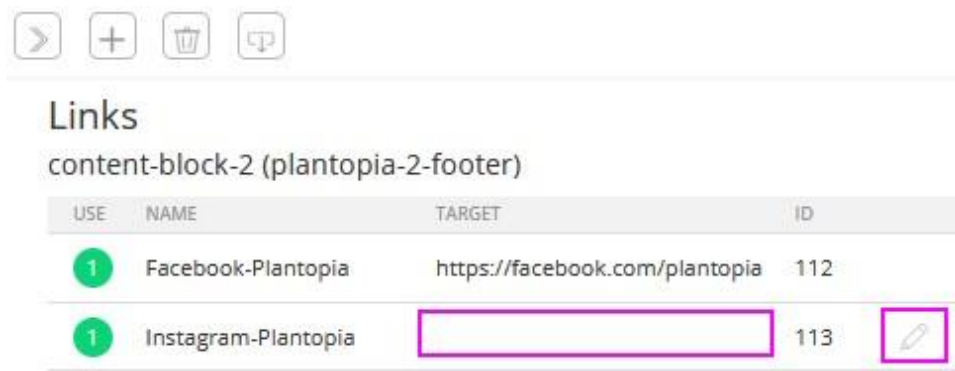 Links
content-block-2 (plantopia-2-footer)
USE NAME TARGET ID
1 Facebook-Plantopia https://facebook.com/plantopia 112
1 Instagram-Plantopia 113